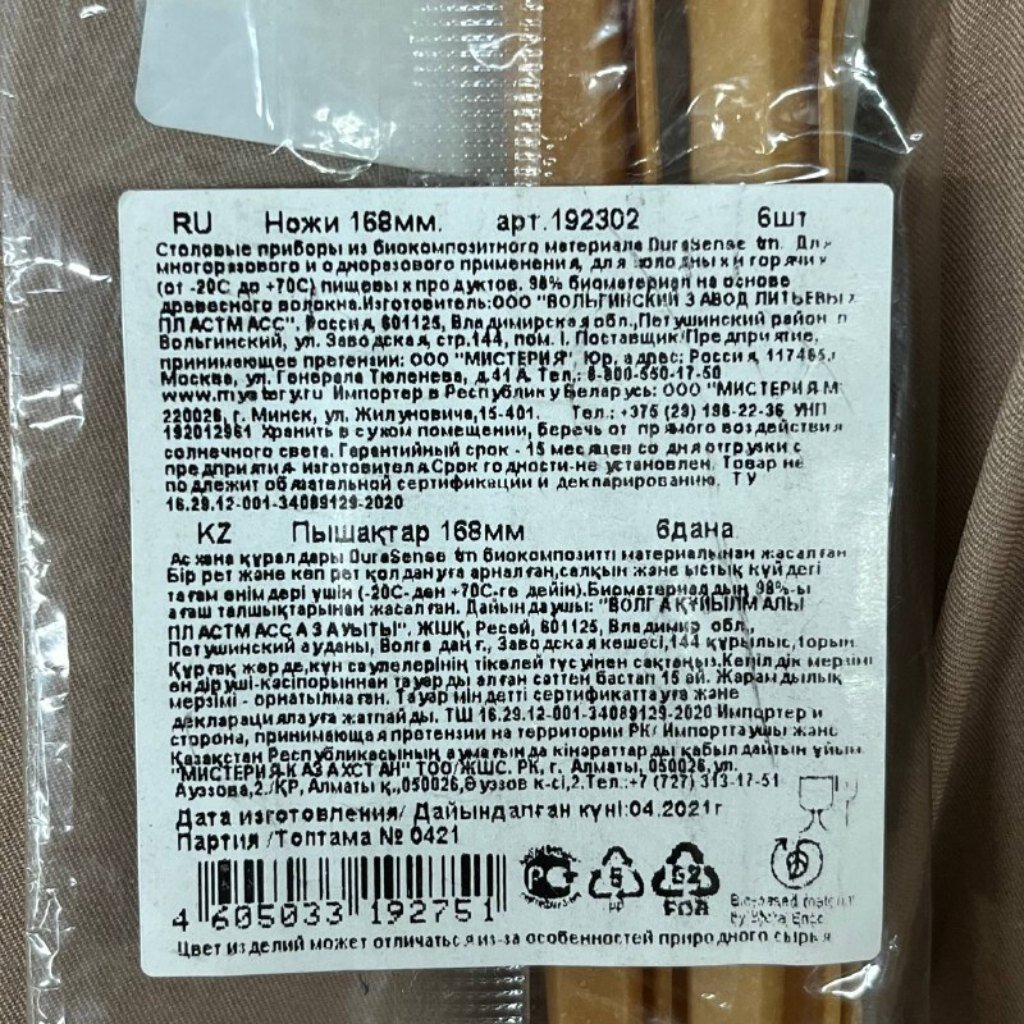 RU Ножи 168мм. арт.192302 6шт
Столовые приборы из биокомпозитного материала DuraSense tm. Для
многоразового и одноразового применения, для холодных и горячих
(от -20С до +70С) пищевых продуктов. 98% биоматериал на основе
древесного волокна.Изготовитель:ООО "ВОЛЬГИНСКИЙ ЗАВОД ЛИТЬЕВЫХ
ПЛАСТМАСС". Россия, 601125, Владимирская обл.,Петушинский район п
Вольгинский, ул. Заводская, стр.144, пом. I. Поставщик/Предприятие,
принимающее претензии: ООО "МИСТЕРИЯ", Юр. адрес: Россия, 117465,г
Москва, ул. Генерала Тюленева, д.41 А. Тел.: 8-800-550-17-50
www.mystery.ru Импортер в Республику Беларусь: ООО "МИСТЕРИЯ М"
220026, г. Минск, ул. Жилуновича,15-401. Тел.: +375 (29) 196-22-36 УНП
192012961 Хранить в сухом помещении, беречь от прямого воздействия
солнечного света. Гарантийный срок - 15 месяцев со дня отгрузки с
предприятия- изготовителя.Срок годности-не установлен. Товар не
подлежит обязательной сертификации и декларированию. ТУ
16.29.12-001-34089129-2020
KZ Пышақтар 168мм 6дана
Асхана құралдары DuraSense tm биокомпозитті материалынан жасалған
Бір рет және көп рет қолдануға арналған,салқын және ыстық күйдегі
тағам өнімдері үшін (-20С- ден +70С-ге дейін).Биоматериалдың 98%-ы
ағаш талшықтарынан жасалған. Дайындаушы: "ВОЛГА ҚҰЙЫЛМАЛЫ
ПЛАСТМАССА ЗАУЫТЫ". ЖШҚ, Ресей, 601125, Владимир обл.,
Петушинский ауданы, Волга даңғ., Заводская көшесі,144 құрылыс,1орын.
Құрғақ жерде,күн сәулелерінің тікелей түсуінен сақтаңыз.Кепілдік мерзімі
өндіруші-кәсіпорыннан тауарды алған сәттен бастап 15 ай. Жарамдылық
мерзімі - орнатылмаған. Тауар міндетті сертификаттауға және
декларациялауға жатпайды. ТШ 16.29.12-001-34089129-2020 Импортер и
сторона, принимающая претензии на территории РК/ Импорттаушы және
Қазақстан Республикасының аумағында кінәраттарды қабылдайтын ұйым
"МИСТЕРИЯ-КАЗАХСТАН" ТОО/ЖШС. РК, г. Алматы, 050026, ул.
Ауэзова,2./ҚР, Алматы қ.,050026,Әуэзов к-сі,2.Тел.:+7 (727) 313-17-51
Дата изготовления/ Дайындалған күні:04.2021г
Партия /Топтама № 0421
4 605033 192751
РС
5
PP
62
FOR
Bio-based material
by Stora Enso
Цвет изделий может отличаться из-за особенностей природного сырья